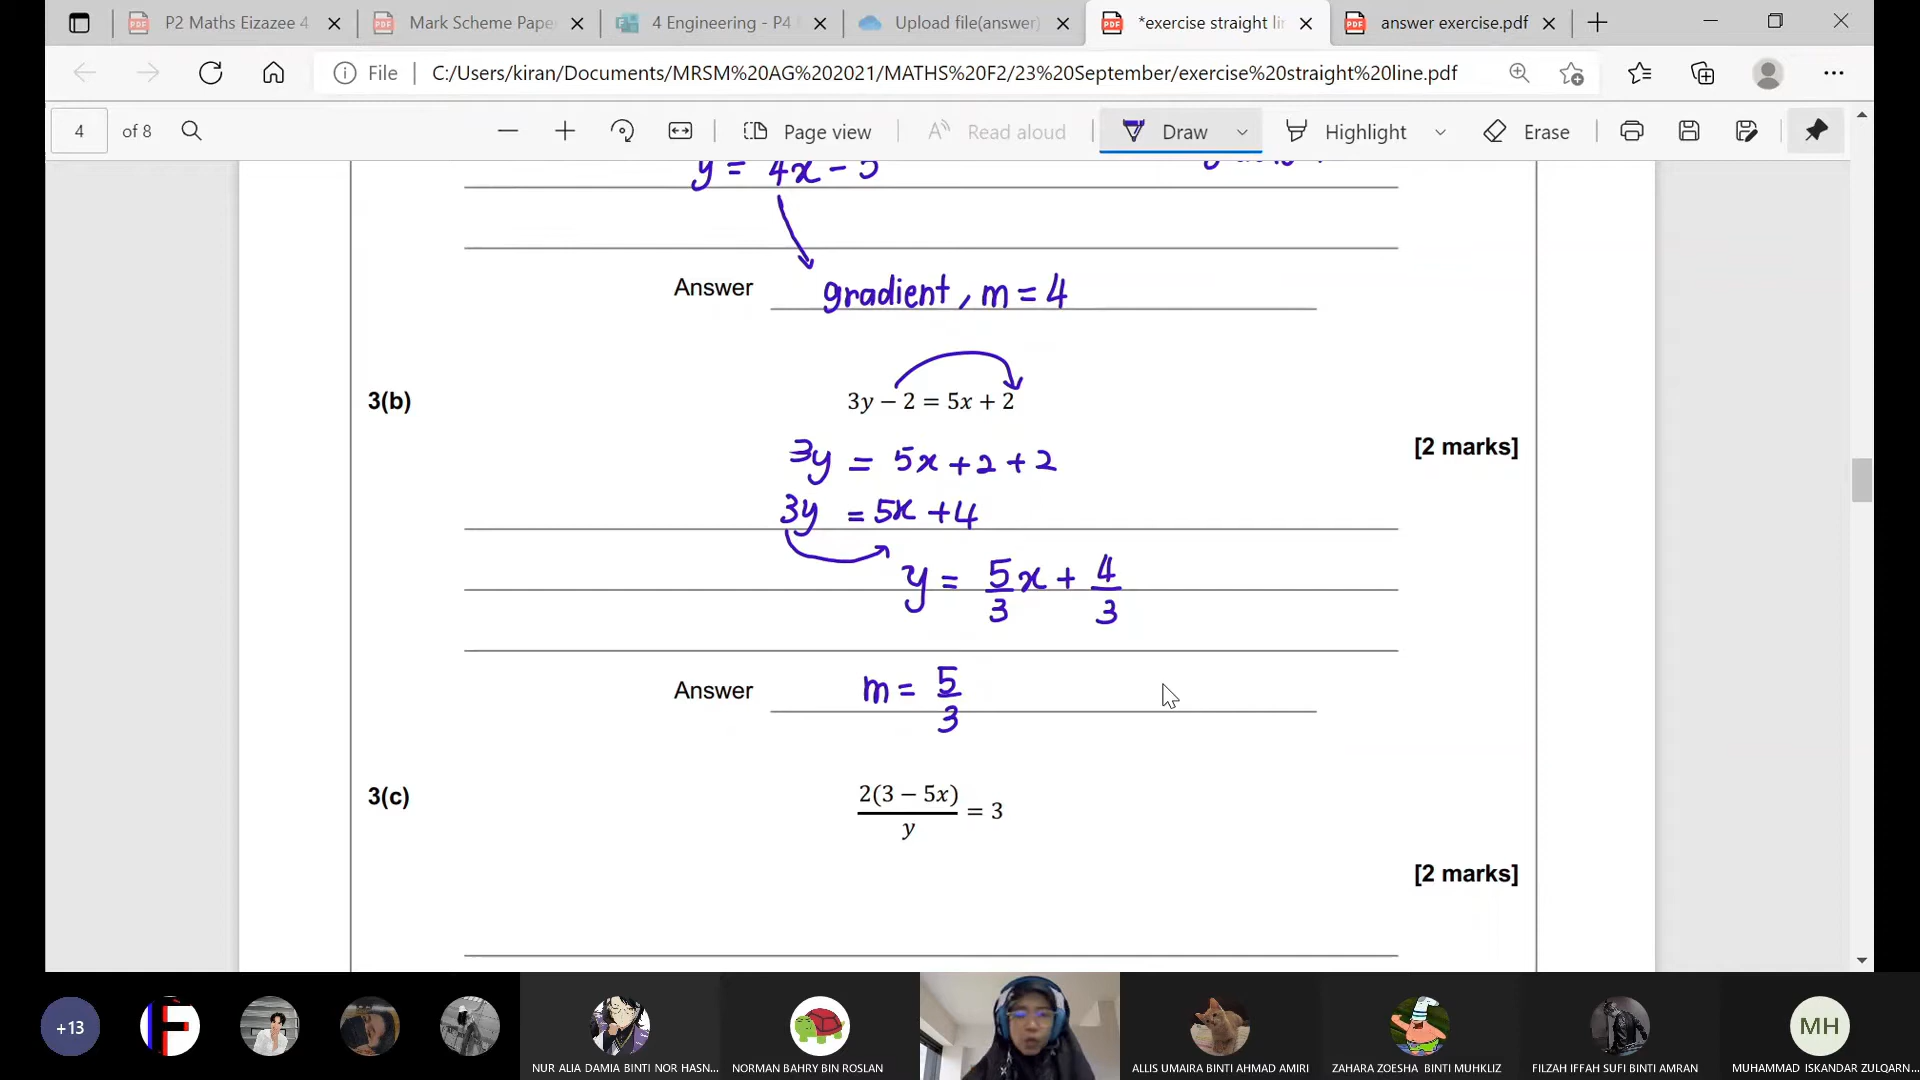 P2 Maths Eizazee 4
Mark Scheme Pape
4 Engineering - P4
Upload file(answer)
*exercise straight li
answer exercise.pdf
File
C:/Users/kiran/Documents/MRSM%20AG%202021/MATHS%20F2/23%20September/exercise%20straight%20line.pdf
4 of 8
Page view
Read aloud
Draw
Highlight
Erase
y = 4x - 5
Answer gradient, m = 4
3(b) 3y − 2 = 5x + 2
[2 marks]
3y = 5x + 2 + 2
3y = 5x + 4
y = 5/3 x + 4/3
Answer m = 5/3
3(c) 2(3 − 5x)/y = 3
[2 marks]
+13
F
MH
NUR ALIA DAMIA BINTI NOR HASN...
NORMAN BAHRY BIN ROSLAN
ALLIS UMAIRA BINTI AHMAD AMIRI
ZAHARA ZOESHA BINTI MUHKLIZ
FILZAH IFFAH SUFI BINTI AMRAN
MUHAMMAD ISKANDAR ZULQARN...